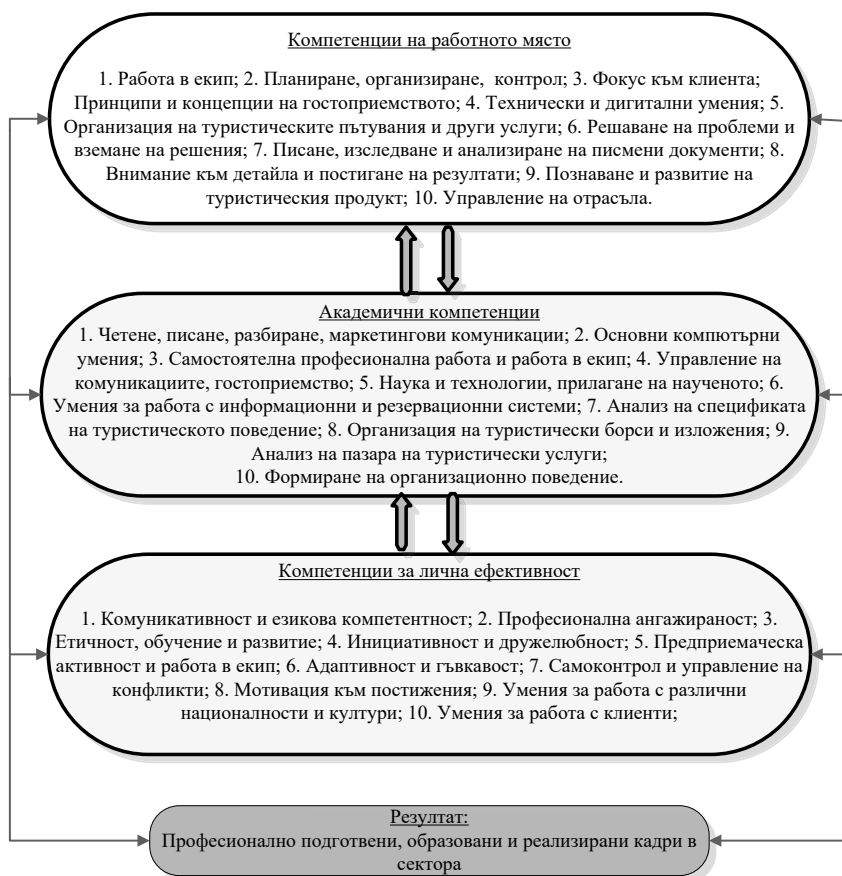 Компетенции на работното място
1. Работа в екип; 2. Планиране, организиране, контрол; 3. Фокус към клиента;
Принципи и концепции на гостоприемството; 4. Технически и дигитални умения; 5.
Организация на туристическите пътувания и други услуги; 6. Решаване на проблеми и
вземане на решения; 7. Писане, изследване и анализиране на писмени документи; 8.
Внимание към детайла и постигане на резултати; 9. Познаване и развитие на
туристическия продукт; 10. Управление на отрасъла.
Академични компетенции
1. Четене, писане, разбиране, маркетингови комуникации; 2. Основни компютърни
умения; 3. Самостоятелна професионална работа и работа в екип; 4. Управление на
комуникациите, гостоприемство; 5. Наука и технологии, прилагане на наученото; 6.
Умения за работа с информационни и резервационни системи; 7. Анализ на спецификата
на туристическото поведение; 8. Организация на туристически борси и изложения; 9.
Анализ на пазара на туристически услуги;
10. Формиране на организационно поведение.
Компетенции за лична ефективност
1. Комуникативност и езикова компетентност; 2. Професионална ангажираност; 3.
Етичност, обучение и развитие; 4. Инициативност и дружелюбност; 5. Предприемаческа
активност и работа в екип; 6. Адаптивност и гъвкавост; 7. Самоконтрол и управление на
конфликти; 8. Мотивация към постижения; 9. Умения за работа с различни
националности и култури; 10. Умения за работа с клиенти;
Резултат:
Професионално подготвени, образовани и реализирани кадри в
сектора